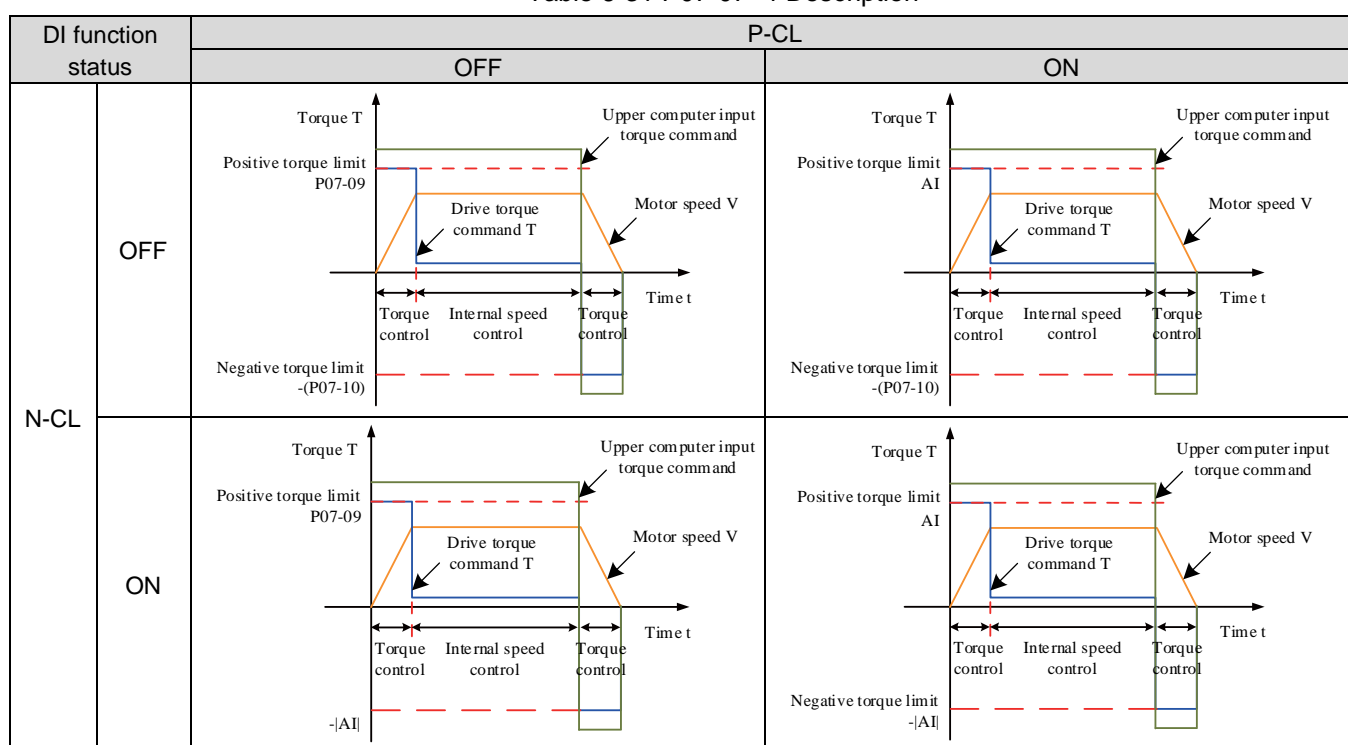 DI function status
P-CL
OFF
ON
N-CL
OFF
Torque T
Upper computer input
torque command
Positive torque limit
P07-09
Drive torque
command T
Motor speed V
Time t
Torque
control
Internal speed
control
Torque
control
Negative torque limit
-(P07-10)
Torque T
Upper computer input
torque command
Positive torque limit
AI
Drive torque
command T
Motor speed V
Time t
Torque
control
Internal speed
control
Torque
control
Negative torque limit
-(P07-10)
ON
Torque T
Upper computer input
torque command
Positive torque limit
P07-09
Drive torque
command T
Motor speed V
Time t
Torque
control
Internal speed
control
Torque
control
-|AI|
Torque T
Upper computer input
torque command
Positive torque limit
AI
Drive torque
command T
Motor speed V
Time t
Torque
control
Internal speed
control
Torque
control
Negative torque limit
-|AI|